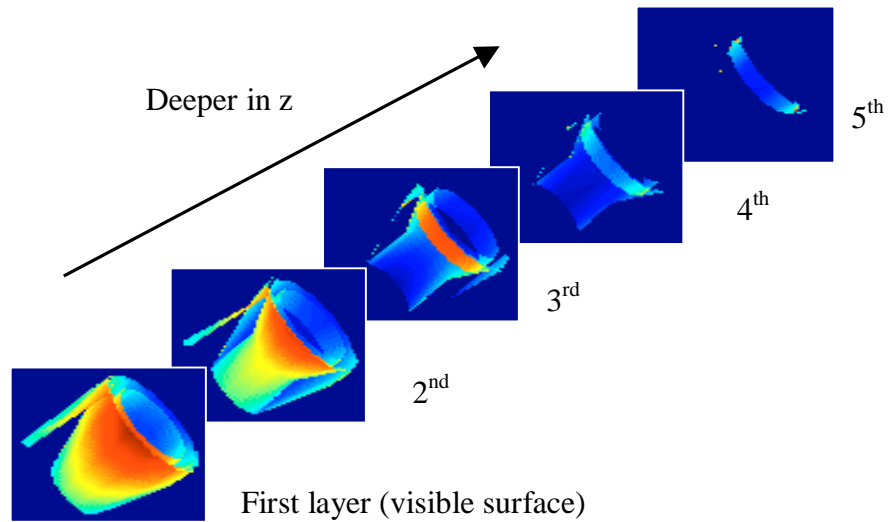 Deeper in z
5th
4th
3rd
2nd
First layer (visible surface)